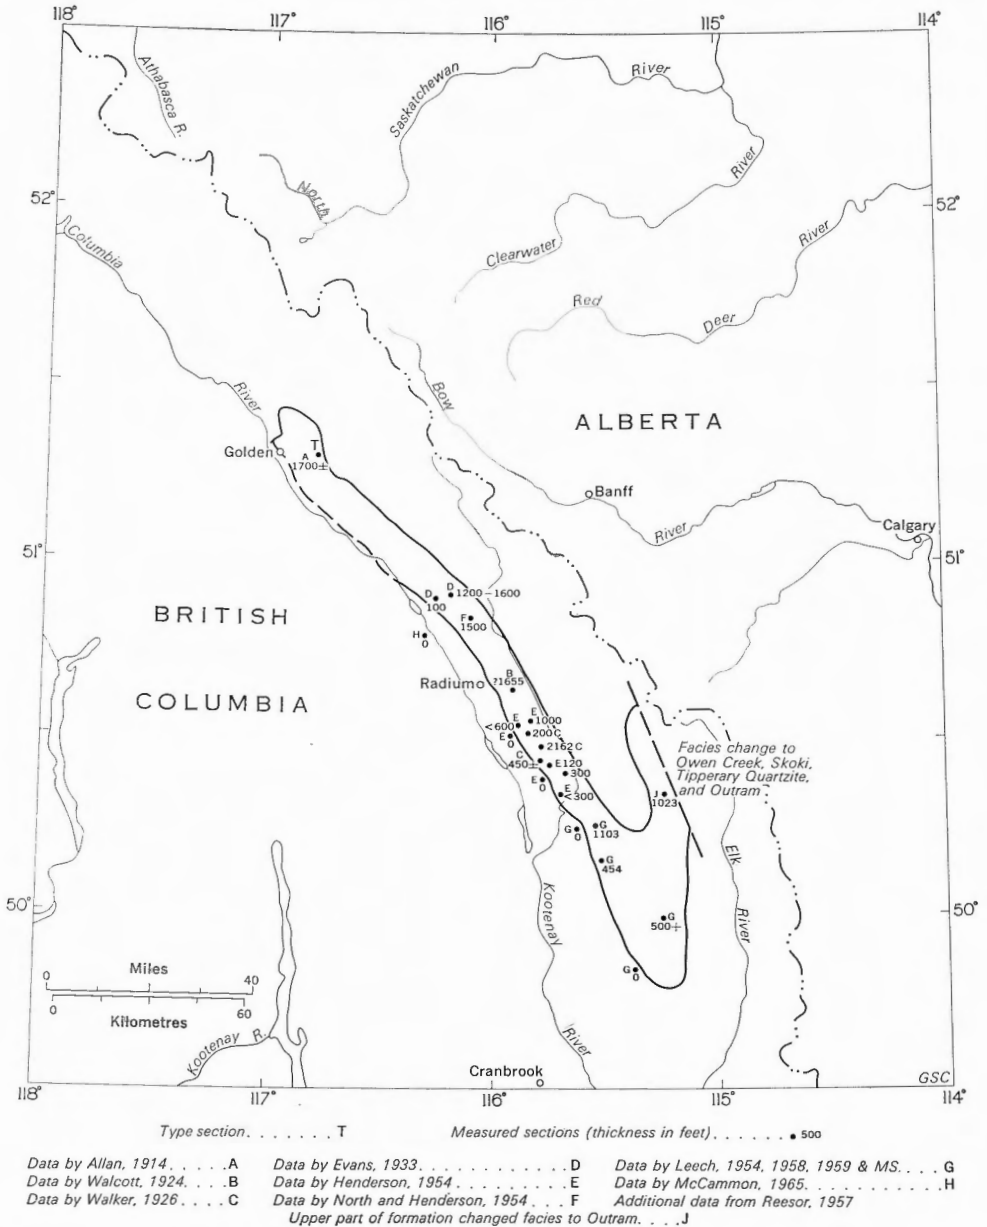 118° 117° 116° 115° 114°
Athabasca R.
Saskatchewan
River
North
River
52° 52°
River
Columbia
Clearwater
Red
Deer
River
Bow
ALBERTA
Golden
T
A
1700±
Banff
River
Calgary
51° 51°
D D 1200–1600
100
F
1500
H
0
BRITISH
COLUMBIA
B
Radium ?1655
E
<600 E 1000
E 200 C
0
2162 C
C
450± E 120
E 300
0
E
<300
Facies change to
Owen Creek, Skoki,
Tipperary Quartzite,
and Outram
J
1023
G G
0 1103
G
454
Elk
River
50° 50°
Kootenay
River
G
500+
G
0
Miles
0 40
0 60
Kilometres
Kootenay R.
Cranbrook
GSC
118° 117° 116° 115° 114°
Type section . . . . . . . T Measured sections (thickness in feet) . . . . . . . 500
Data by Allan, 1914 . . . . . A Data by Evans, 1933 . . . . . . . . . . . . . D Data by Leech, 1954, 1958, 1959 & MS. . . . G
Data by Walcott, 1924 . . . . B Data by Henderson, 1954 . . . . . . . . . . E Data by McCammon, 1965. . . . . . . . . . . . H
Data by Walker, 1926 . . . . C Data by North and Henderson, 1954 . . . F Additional data from Reesor, 1957
Upper part of formation changed facies to Outram. . . . J